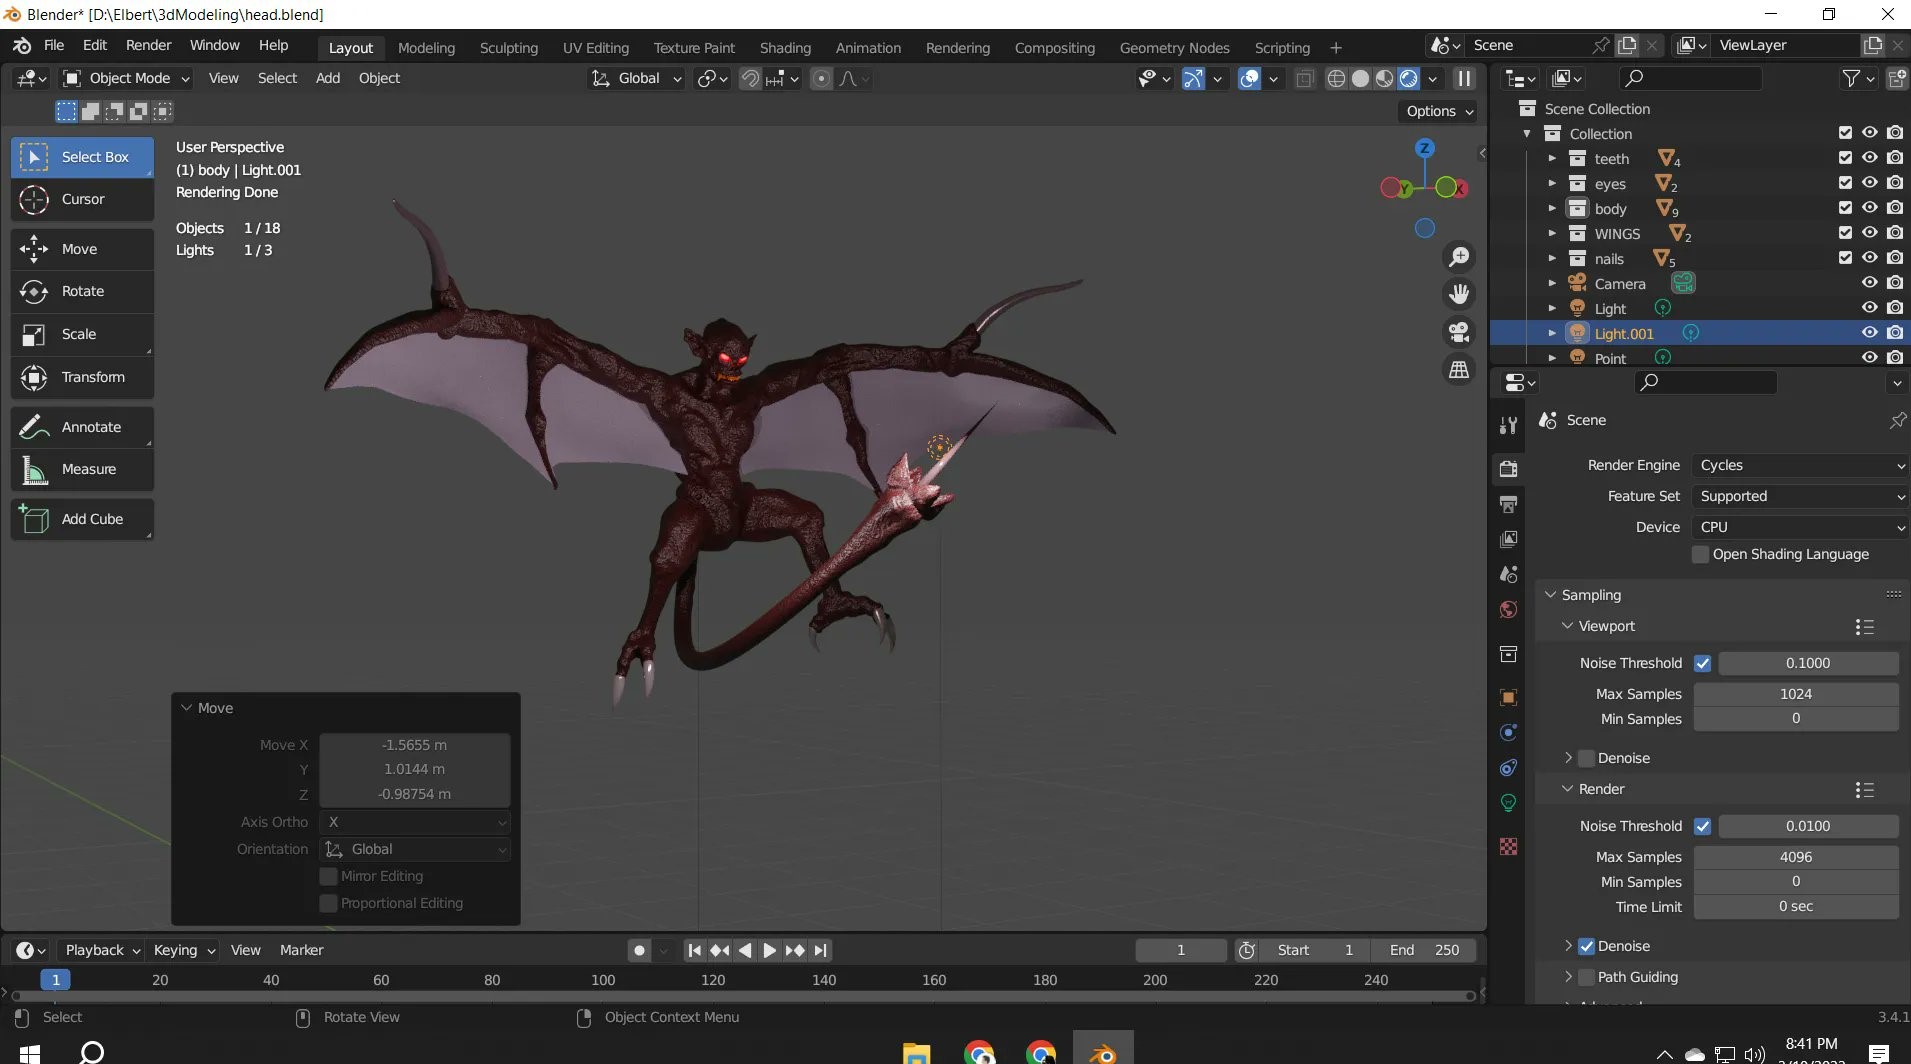 Blender* [D:\Elbert\3dModeling\head.blend]
File Edit Render Window Help Layout Modeling Sculpting UV Editing Texture Paint Shading Animation Rendering Compositing Geometry Nodes Scripting + Scene ViewLayer
Object Mode View Select Add Object Global
Options
Select Box
Cursor
Move
Rotate
Scale
Transform
Annotate
Measure
Add Cube
User Perspective
(1) body | Light.001
Rendering Done
Objects 1 / 18
Lights 1 / 3
Z
Y X
Scene Collection
Collection
teeth 4
eyes 2
body 9
WINGS 2
nails 5
Camera
Light
Light.001
Point
Scene
Render Engine Cycles
Feature Set Supported
Device CPU
Open Shading Language
Sampling
Viewport
Noise Threshold 0.1000
Max Samples 1024
Min Samples 0
Denoise
Render
Noise Threshold 0.0100
Max Samples 4096
Min Samples 0
Time Limit 0 sec
Denoise
Path Guiding
Move
Move X -1.5655 m
Y 1.0144 m
Z -0.98754 m
Axis Ortho X
Orientation Global
Mirror Editing
Proportional Editing
Playback Keying View Marker 1 Start 1 End 250
1 20 40 60 80 100 120 140 160 180 200 220 240
Select Rotate View Object Context Menu 3.4.1
8:41 PM